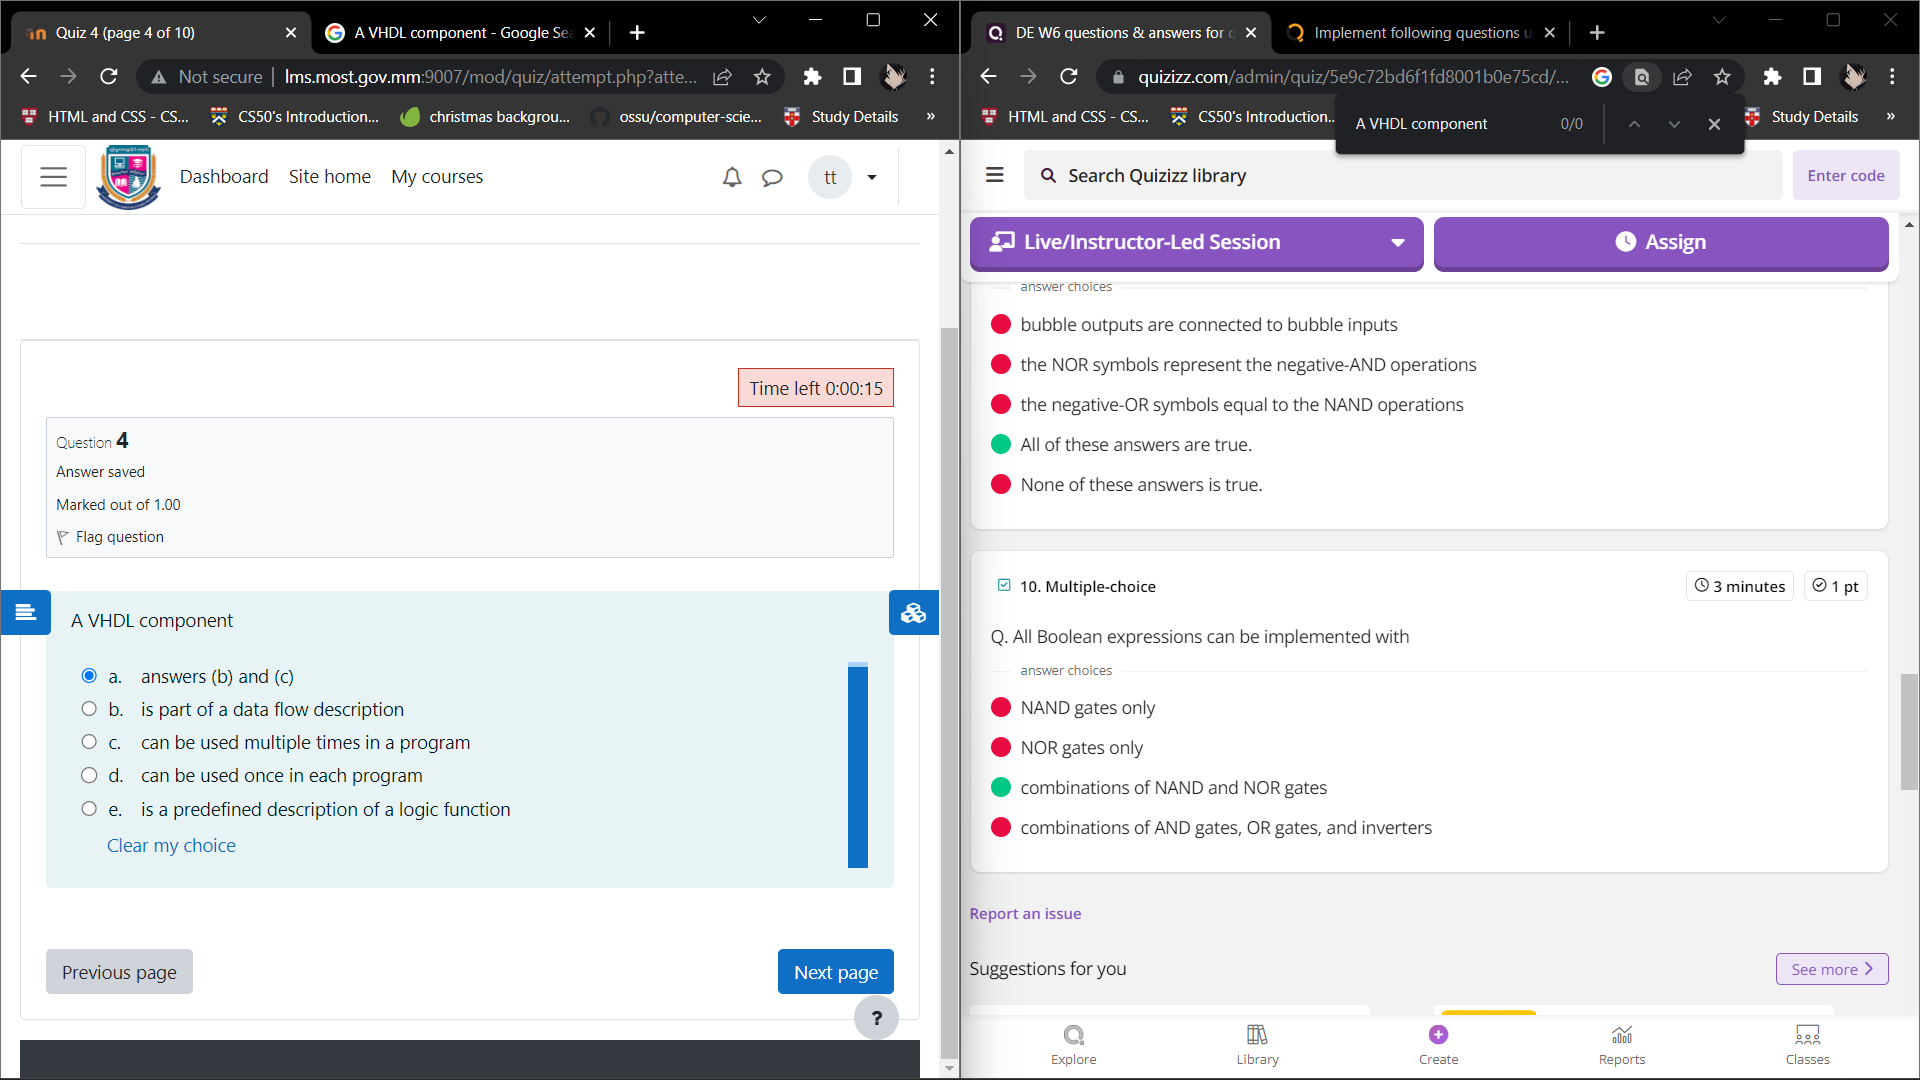 Quiz 4 (page 4 of 10)
A VHDL component - Google Se
Not secure
lms.most.gov.mm:9007/mod/quiz/attempt.php?atte...
HTML and CSS - CS...
CS50's Introduction...
christmas backgrou...
ossu/computer-scie...
Study Details
»
Dashboard
Site home
My courses
tt
Time left 0:00:15
Question 4
Answer saved
Marked out of 1.00
Flag question
A VHDL component
a. answers (b) and (c)
b. is part of a data flow description
c. can be used multiple times in a program
d. can be used once in each program
e. is a predefined description of a logic function
Clear my choice
Previous page
Next page
?
DE W6 questions & answers for
Implement following questions u
quizizz.com/admin/quiz/5e9c72bd6f1fd8001b0e75cd/...
HTML and CSS - CS...
CS50's Introduction...
A VHDL component
0/0
Study Details
»
Search Quizizz library
Enter code
Live/Instructor-Led Session
Assign
answer choices
bubble outputs are connected to bubble inputs
the NOR symbols represent the negative-AND operations
the negative-OR symbols equal to the NAND operations
All of these answers are true.
None of these answers is true.
10. Multiple-choice
3 minutes
1 pt
Q. All Boolean expressions can be implemented with
answer choices
NAND gates only
NOR gates only
combinations of NAND and NOR gates
combinations of AND gates, OR gates, and inverters
Report an issue
Suggestions for you
See more
Explore
Library
Create
Reports
Classes